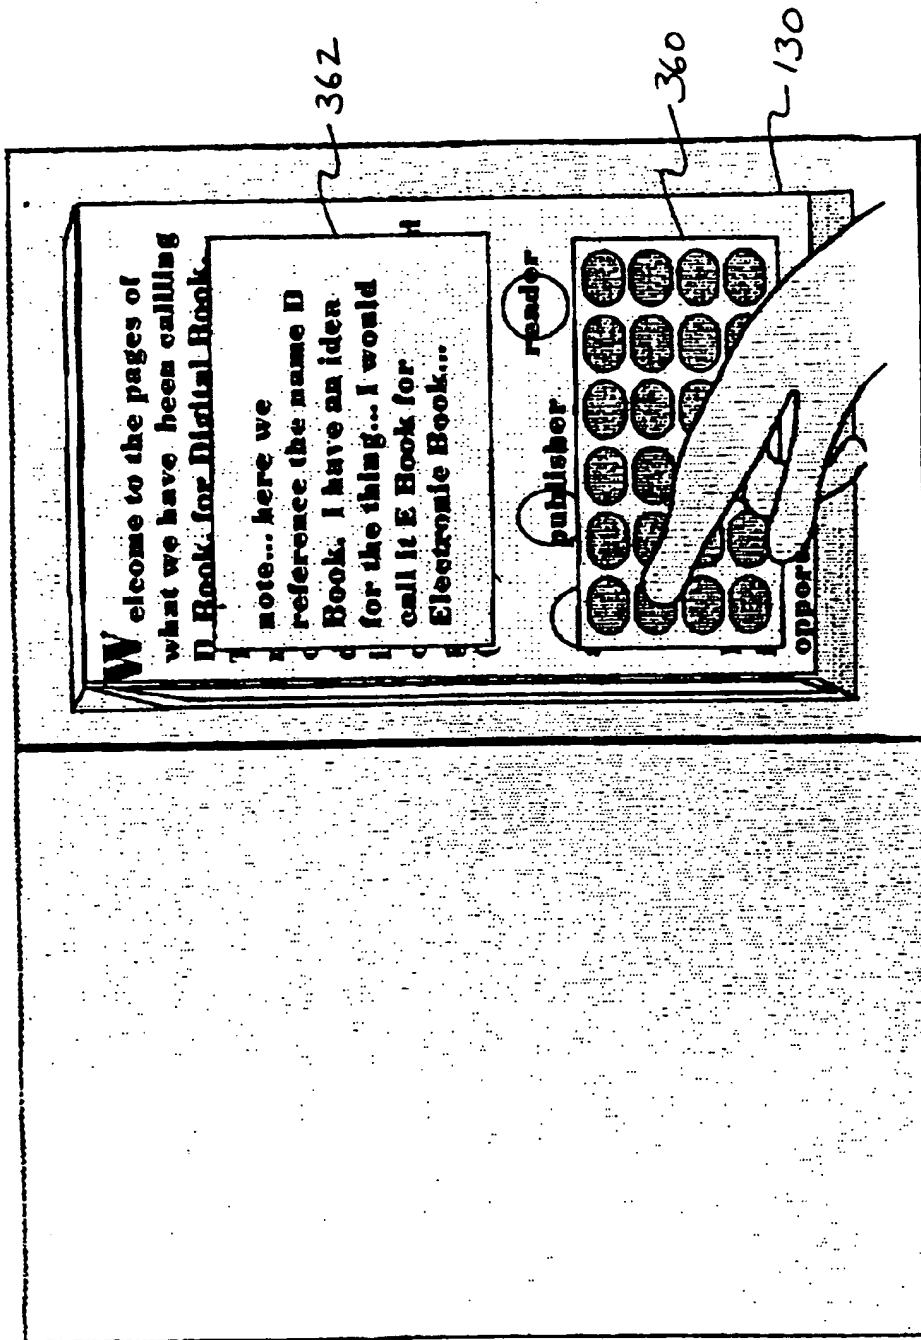 Welcome to the pages of
what we have been callling
D Book, for Digital Book.
note... here we
reference the name D
Book. I have an idea
for the thing... I would
call it E Book for
Electronic Book...
publisher
reader
oppor
362
360
130